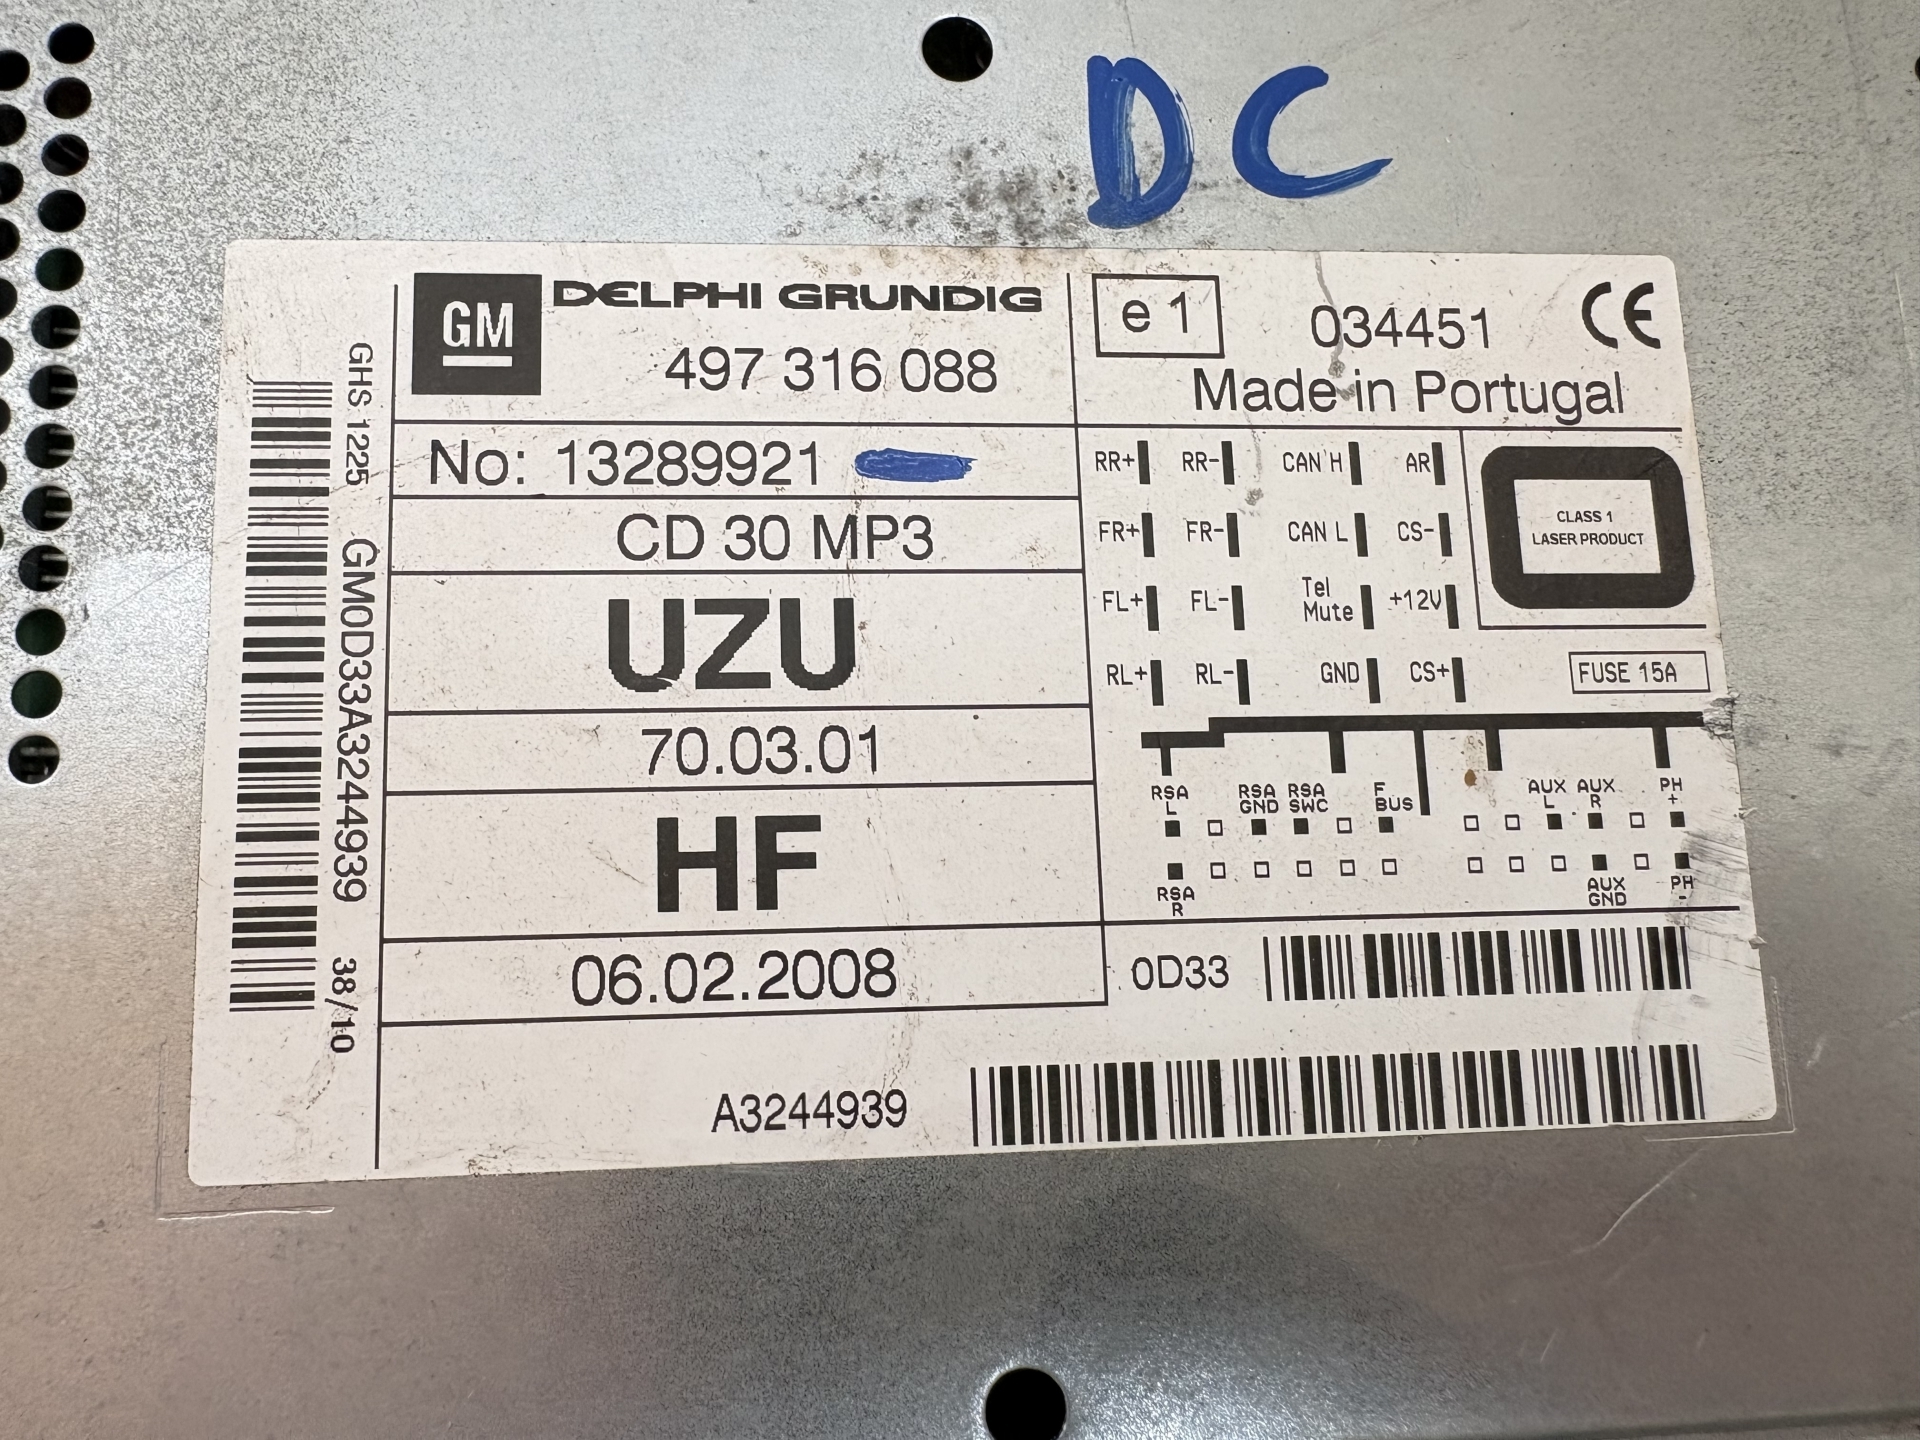 DC
GM
DELPHI GRUNDIG
497 316 088
e 1
034451
CE
Made in Portugal
No: 13289921
CD 30 MP3
UZU
70.03.01
HF
06.02.2008
RR+ RR- CAN H AR
FR+ FR- CAN L CS-
FL+ FL- Tel Mute +12V
RL+ RL- GND CS+
CLASS 1
LASER PRODUCT
FUSE 15A
RSA L
RSA GND
RSA SWC
F BUS
AUX L
AUX R
PH +
RSA R
AUX GND
PH -
0D33
A3244939
GHS 1225 GM0D33A3244939 38/10